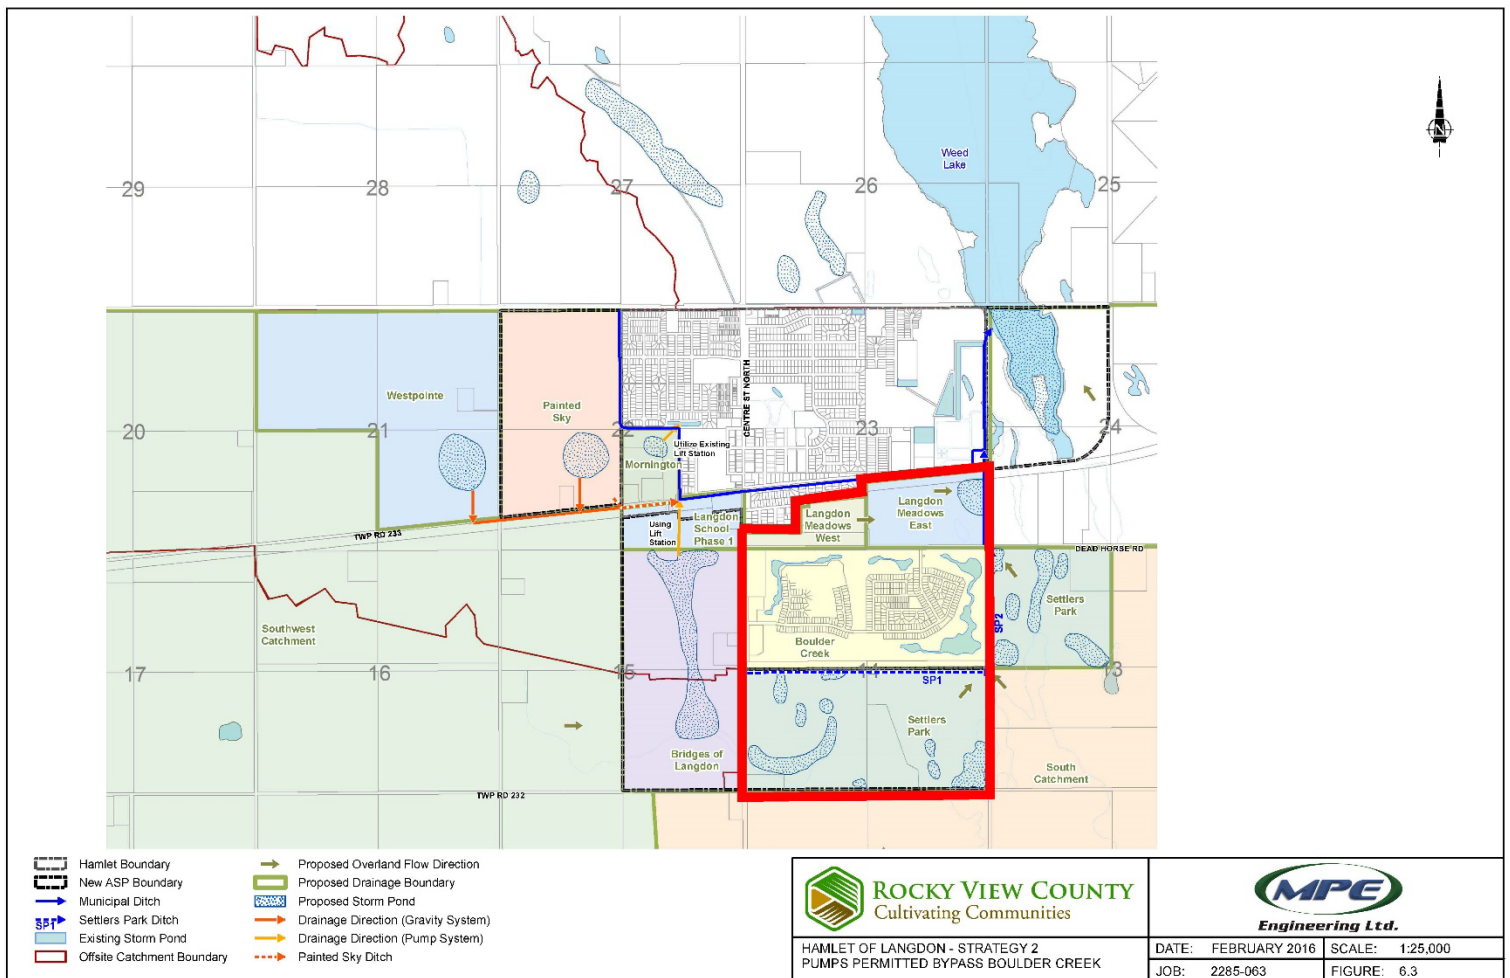 Weed
Lake
29
28
27
26
25
Westpointe
Painted
Sky
CENTRE ST NORTH
20
21
22
23
24
Utilize Existing
Lift Station
Mornington
TWP RD 233
Using
Lift
Station
Langdon
School
Phase 1
Langdon
Meadows
West
Langdon
Meadows
East
DEAD HORSE RD
Settlers
Park
SP2
Southwest
Catchment
Boulder
Creek
17
16
15
14
13
SP1
Settlers
Park
Bridges of
Langdon
South
Catchment
TWP RD 232
N
Hamlet Boundary
New ASP Boundary
Municipal Ditch
SP1
Settlers Park Ditch
Existing Storm Pond
Offsite Catchment Boundary
Proposed Overland Flow Direction
Proposed Drainage Boundary
Proposed Storm Pond
Drainage Direction (Gravity System)
Drainage Direction (Pump System)
Painted Sky Ditch
ROCKY VIEW COUNTY
Cultivating Communities
MPE
Engineering Ltd.
HAMLET OF LANGDON - STRATEGY 2
PUMPS PERMITTED BYPASS BOULDER CREEK
DATE: FEBRUARY 2016
SCALE: 1:25,000
JOB: 2285-063
FIGURE: 6.3